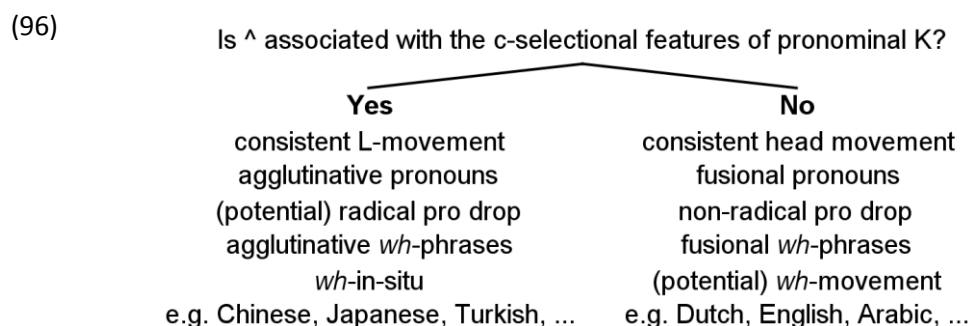 (96)
Is ^ associated with the c-selectional features of pronominal K?
Yes No
consistent L-movement consistent head movement
agglutinative pronouns fusional pronouns
(potential) radical pro drop non-radical pro drop
agglutinative wh-phrases fusional wh-phrases
wh-in-situ (potential) wh-movement
e.g. Chinese, Japanese, Turkish, ... e.g. Dutch, English, Arabic, ...